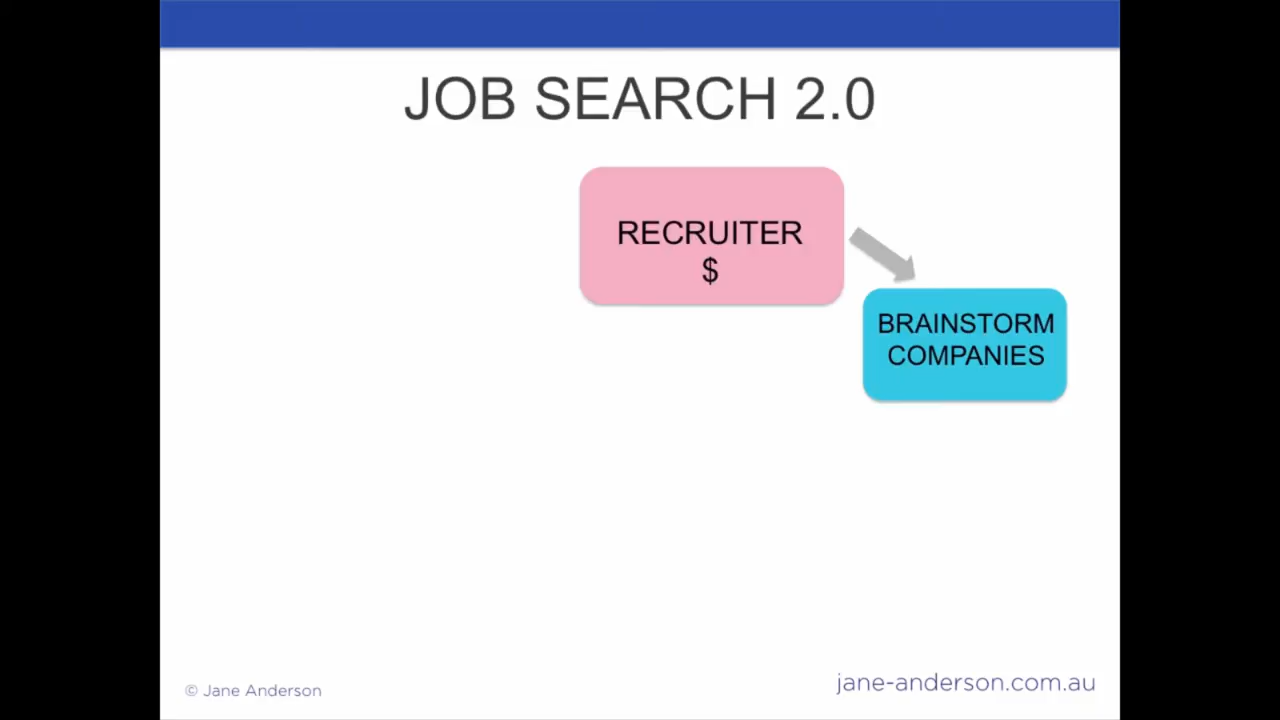 JOB SEARCH 2.0
RECRUITER
$
BRAINSTORM
COMPANIES
© Jane Anderson
jane-anderson.com.au